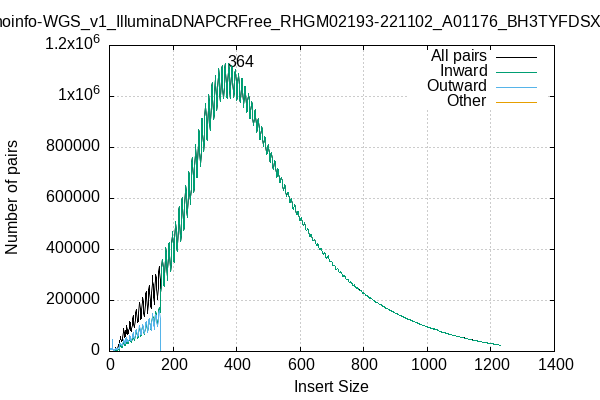 noinfo-WGS_v1_IlluminaDNAPCRFree_RHGM02193-221102_A01176_BH3TYFDSX
1.2x10^6
364
All pairs
Inward
Outward
Other
1x10^6
800000
600000
400000
200000
0
Number of pairs
0 200 400 600 800 1000 1200 1400
Insert Size